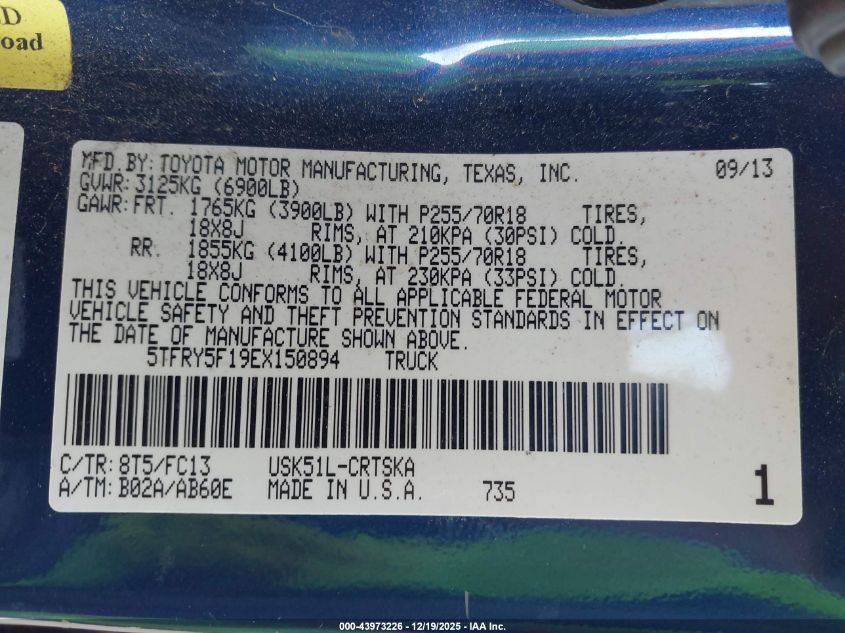 ED
oad
MFD.BY: TOYOTA MOTOR MANUFACTURING, TEXAS, INC. 09/13
GVWR: 3125KG (6900LB)
GAWR: FRT. 1765KG (3900LB) WITH P255/70R18 TIRES,
18X8J RIMS, AT 210KPA (30PSI) COLD.
RR. 1855KG (4100LB) WITH P255/70R18 TIRES,
18X8J RIMS, AT 230KPA (33PSI) COLD.
THIS VEHICLE CONFORMS TO ALL APPLICABLE FEDERAL MOTOR
VEHICLE SAFETY AND THEFT PREVENTION STANDARDS IN EFFECT ON
THE DATE OF MANUFACTURE SHOWN ABOVE.
5TFRY5F19EX150894 TRUCK
C/TR: 8T5/FC13 USK51L-CRTSKA
A/TM: B02A/AB60E MADE IN U.S.A. 735 1
000-43973226 - 12/19/2025 - IAA Inc.